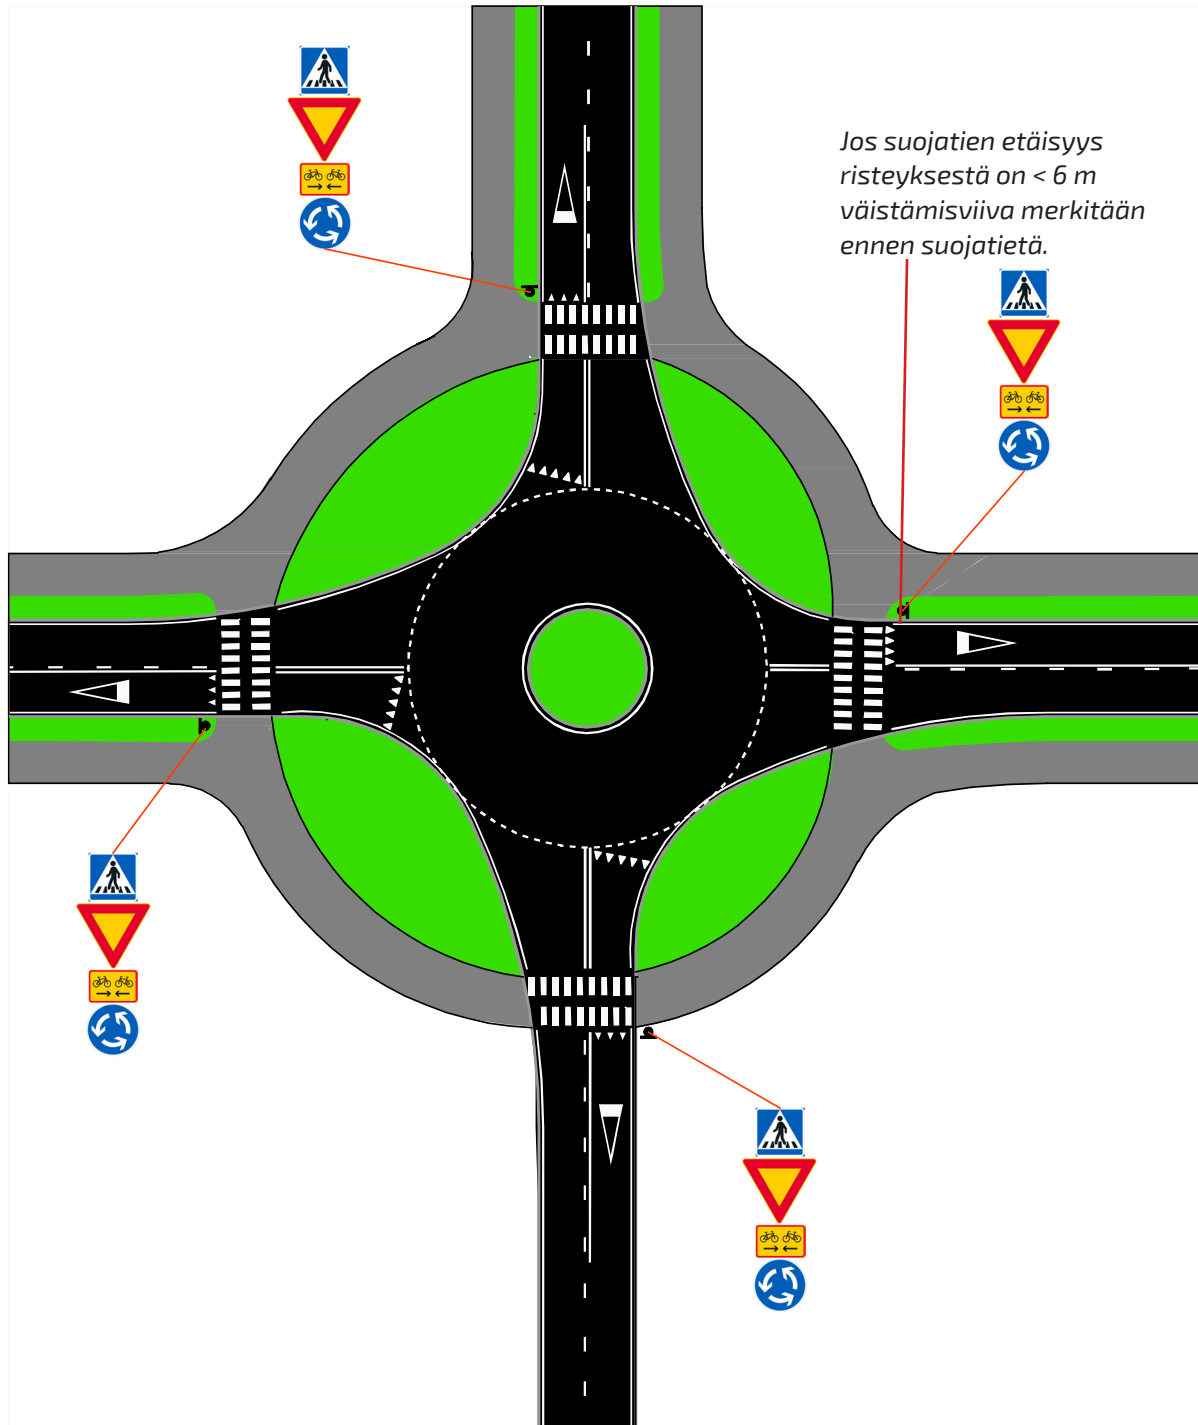 Jos suojatien etäisyys
risteyksestä on < 6 m
väistämisviiva merkitään
ennen suojatietä.